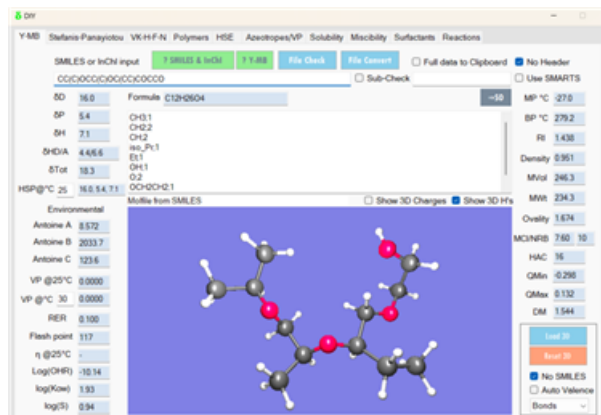 DIY
Y-MB Stefanis-Panayiotou VK-H-F-N Polymers HSE Azeotropes/VP Solubility Miscibility Surfactants Reactions
SMILES or InChI input ? SMILES & InChI ? Y-MB File Check File Convert Full data to Clipboard No Header
CC(C)OCC(C)OC(CC)COCCO Sub-Check Use SMARTS
δD 16.0 Formula C12H26O4 -->SD MP °C -27.0
δP 5.4 CH3:1 BP °C 279.2
δH 7.1 CH2:2 RI 1.438
CH:2
δHD/A 4.4/6.6 iso_Pr:1 Density 0.951
Et:1
δTot 18.3 OH:1 MVol 246.3
O:2
HSP@°C 25 16.0, 5.4, 7.1 OCH2CH2:1 MWt 234.3
Environmental Molfile from SMILES Show 3D Charges Show 3D H's Ovality 1.674
Antoine A 8.572 MCI/NRB 7.60 10
Antoine B 2033.7 HAC 16
Antoine C 123.6 QMin -0.298
VP @25°C 0.0000 QMax 0.132
VP @°C 30 0.0000 DM 1.544
RER 0.100
Flash point 117 Load 3D
η @25°C - Reset 3D
Log(OHR) -10.14 No SMILES
log(Kow) 1.93 Auto Valence
log(S) 0.94 Bonds